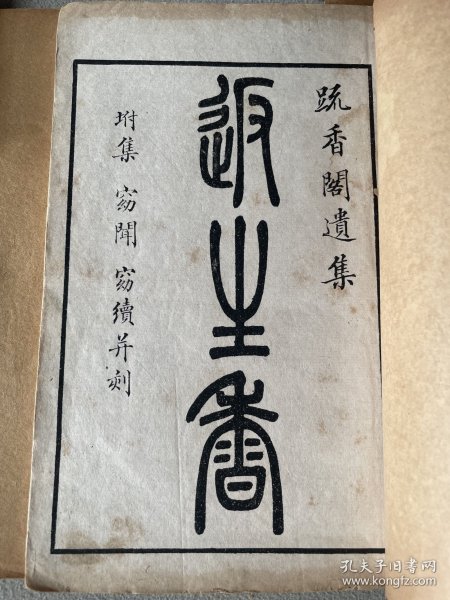 疏香閣遺集
返生香
坿集 窈聞 窈續并刻
孔夫子旧书网
www.kongfz.com